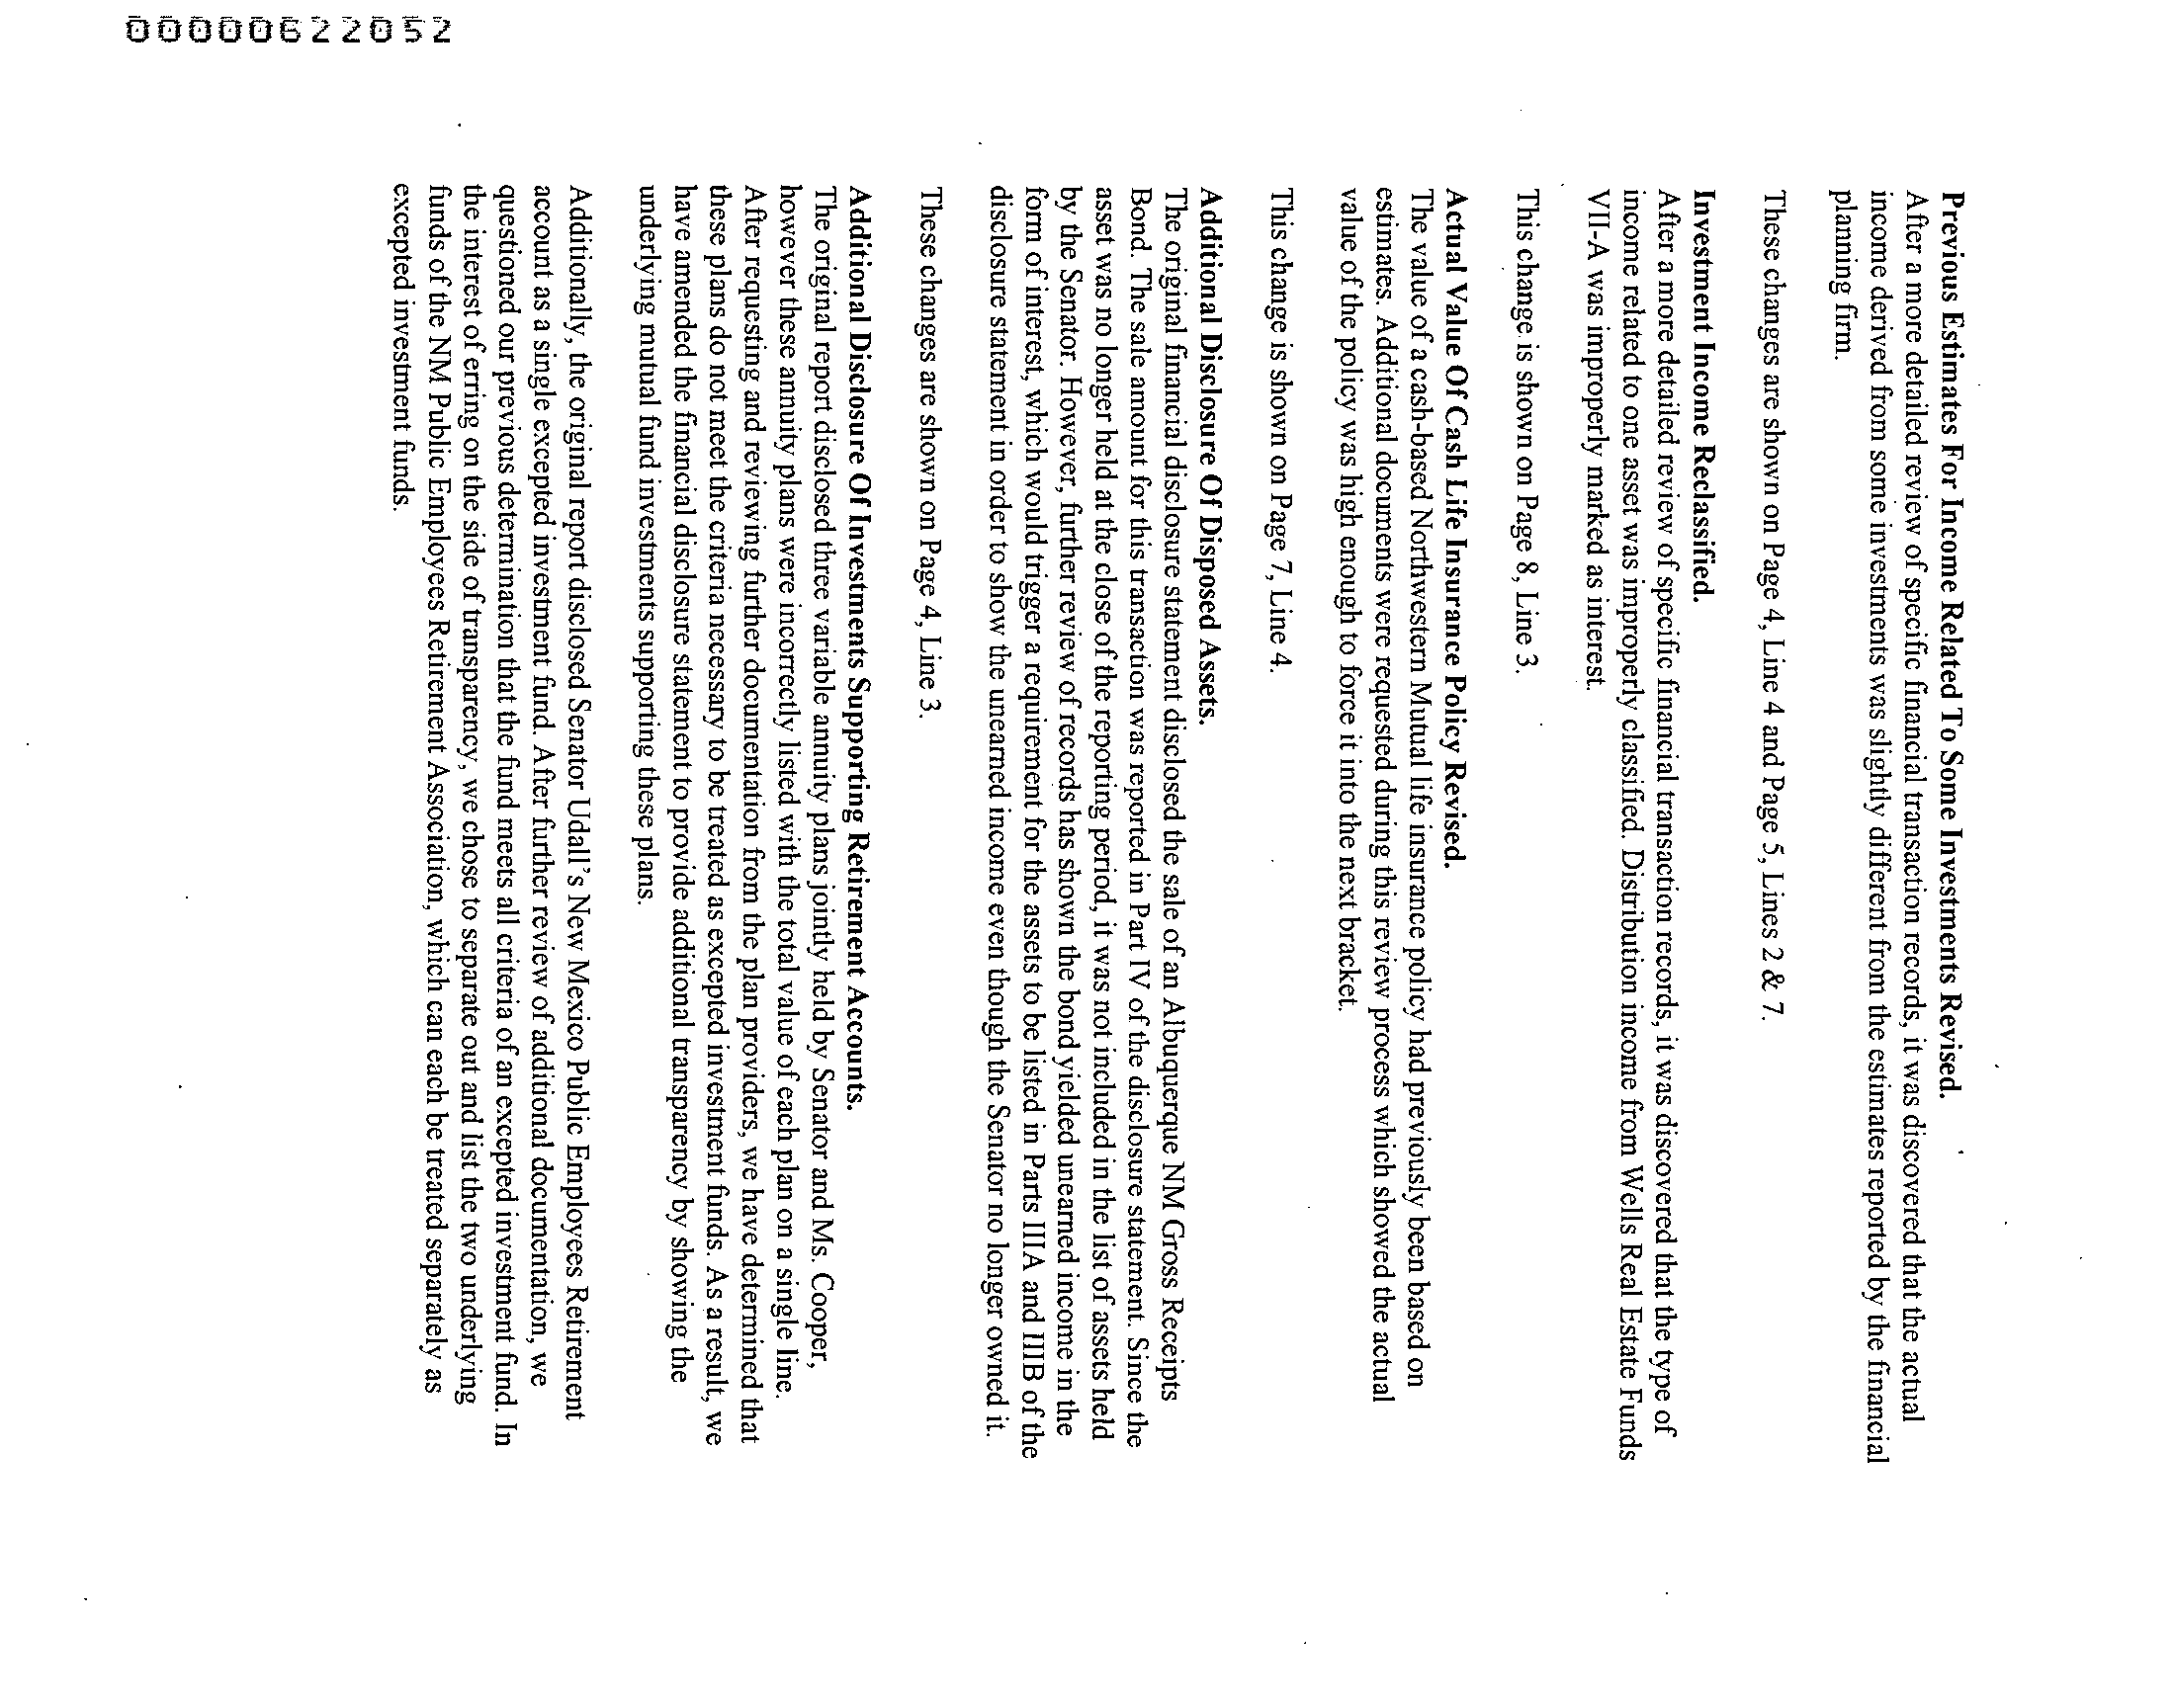 00000622052
Previous Estimates For Income Related To Some Investments Revised.
After a more detailed review of specific financial transaction records, it was discovered that the actual
income derived from some investments was slightly different from the estimates reported by the financial
planning firm.
These changes are shown on Page 4, Line 4 and Page 5, Lines 2 & 7.
Investment Income Reclassified.
After a more detailed review of specific financial transaction records, it was discovered that the type of
income related to one asset was improperly classified. Distribution income from Wells Real Estate Funds
VII-A was improperly marked as interest.
This change is shown on Page 8, Line 3.
Actual Value Of Cash Life Insurance Policy Revised.
The value of a cash-based Northwestern Mutual life insurance policy had previously been based on
estimates. Additional documents were requested during this review process which showed the actual
value of the policy was high enough to force it into the next bracket.
This change is shown on Page 7, Line 4.
Additional Disclosure Of Disposed Assets.
The original financial disclosure statement disclosed the sale of an Albuquerque NM Gross Receipts
Bond. The sale amount for this transaction was reported in Part IV of the disclosure statement. Since the
asset was no longer held at the close of the reporting period, it was not included in the list of assets held
by the Senator. However, further review of records has shown the bond yielded unearned income in the
form of interest, which would trigger a requirement for the assets to be listed in Parts IIIA and IIIB of the
disclosure statement in order to show the unearned income even though the Senator no longer owned it.
These changes are shown on Page 4, Line 3.
Additional Disclosure Of Investments Supporting Retirement Accounts.
The original report disclosed three variable annuity plans jointly held by Senator and Ms. Cooper,
however these annuity plans were incorrectly listed with the total value of each plan on a single line.
After requesting and reviewing further documentation from the plan providers, we have determined that
these plans do not meet the criteria necessary to be treated as excepted investment funds. As a result, we
have amended the financial disclosure statement to provide additional transparency by showing the
underlying mutual fund investments supporting these plans.
Additionally, the original report disclosed Senator Udall's New Mexico Public Employees Retirement
account as a single excepted investment fund. After further review of additional documentation, we
questioned our previous determination that the fund meets all criteria of an excepted investment fund. In
the interest of erring on the side of transparency, we chose to separate out and list the two underlying
funds of the NM Public Employees Retirement Association, which can each be treated separately as
excepted investment funds.